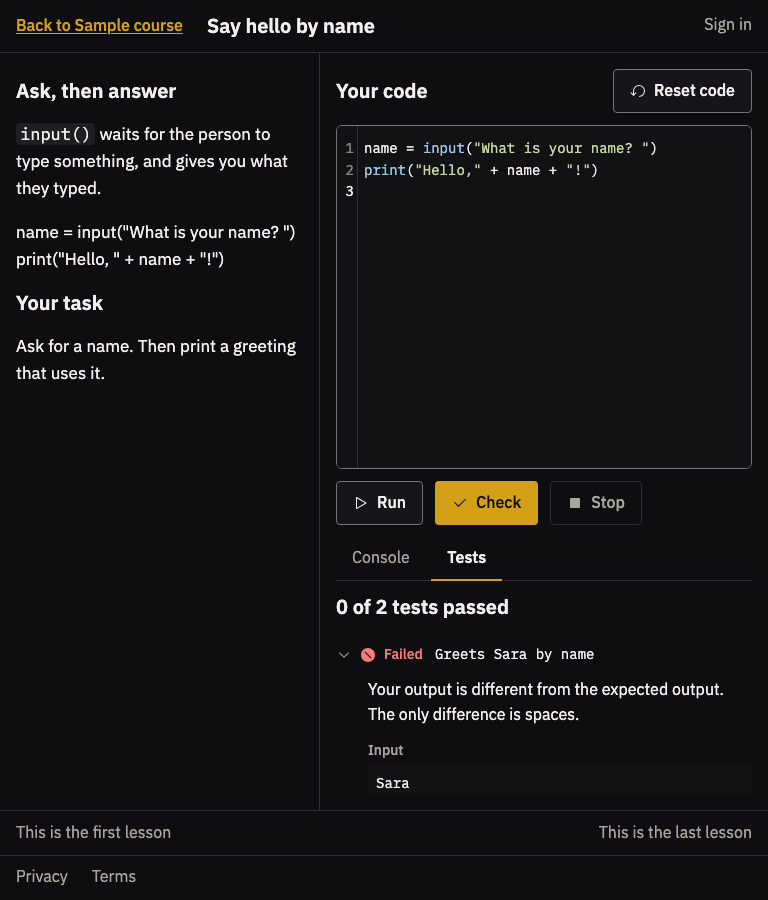 Back to Sample course
Say hello by name
Sign in
Ask, then answer
input() waits for the person to
type something, and gives you what
they typed.
name = input("What is your name? ")
print("Hello, " + name + "!")
Your task
Ask for a name. Then print a greeting
that uses it.
Your code
Reset code
1 name = input("What is your name? ")
2 print("Hello," + name + "!")
3
Run
Check
Stop
Console
Tests
0 of 2 tests passed
Failed Greets Sara by name
Your output is different from the expected output.
The only difference is spaces.
Input
Sara
This is the first lesson
This is the last lesson
Privacy
Terms